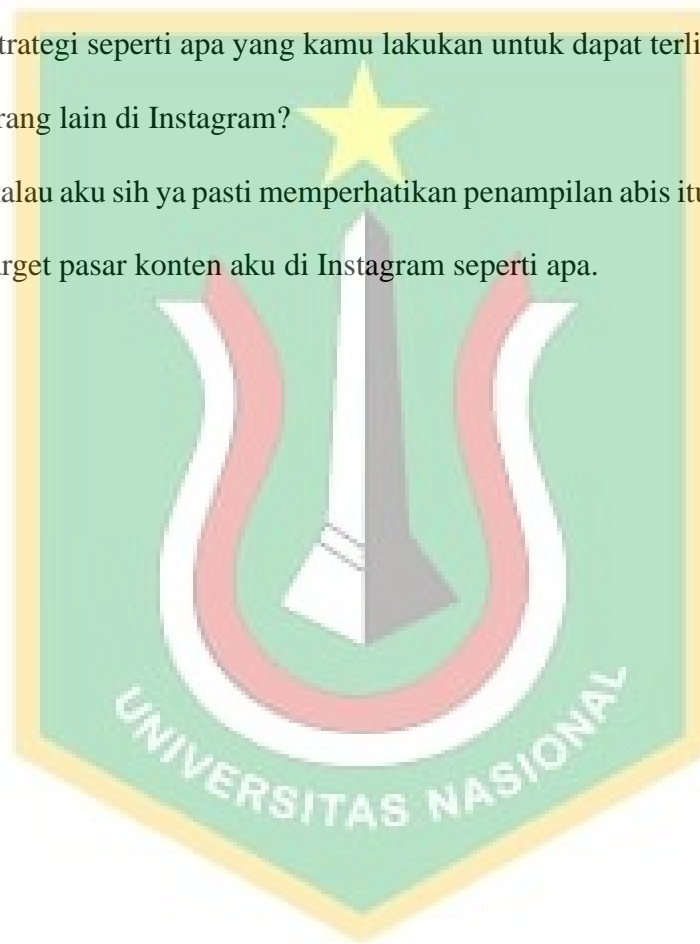 trategi seperti apa yang kamu lakukan untuk dapat terli
rang lain di Instagram?
alau aku sih ya pasti memperhatikan penampilan abis itu
rget pasar konten aku di Instagram seperti apa.
UNIVERSITAS NASIONAL